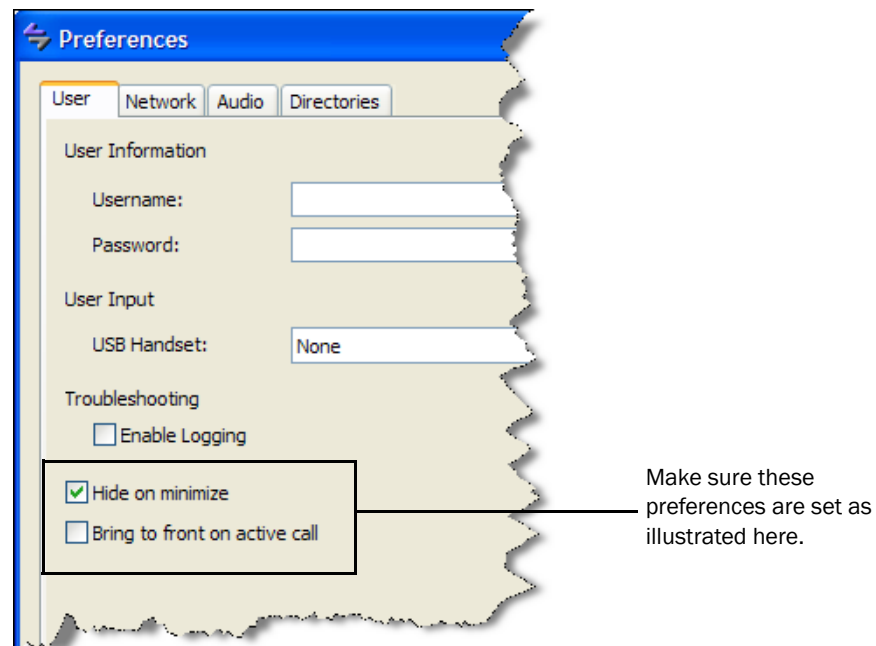 Preferences
User Network Audio Directories
User Information
Username:
Password:
User Input
USB Handset: None
Troubleshooting
Enable Logging
Hide on minimize
Bring to front on active call
Make sure these
preferences are set as
illustrated here.